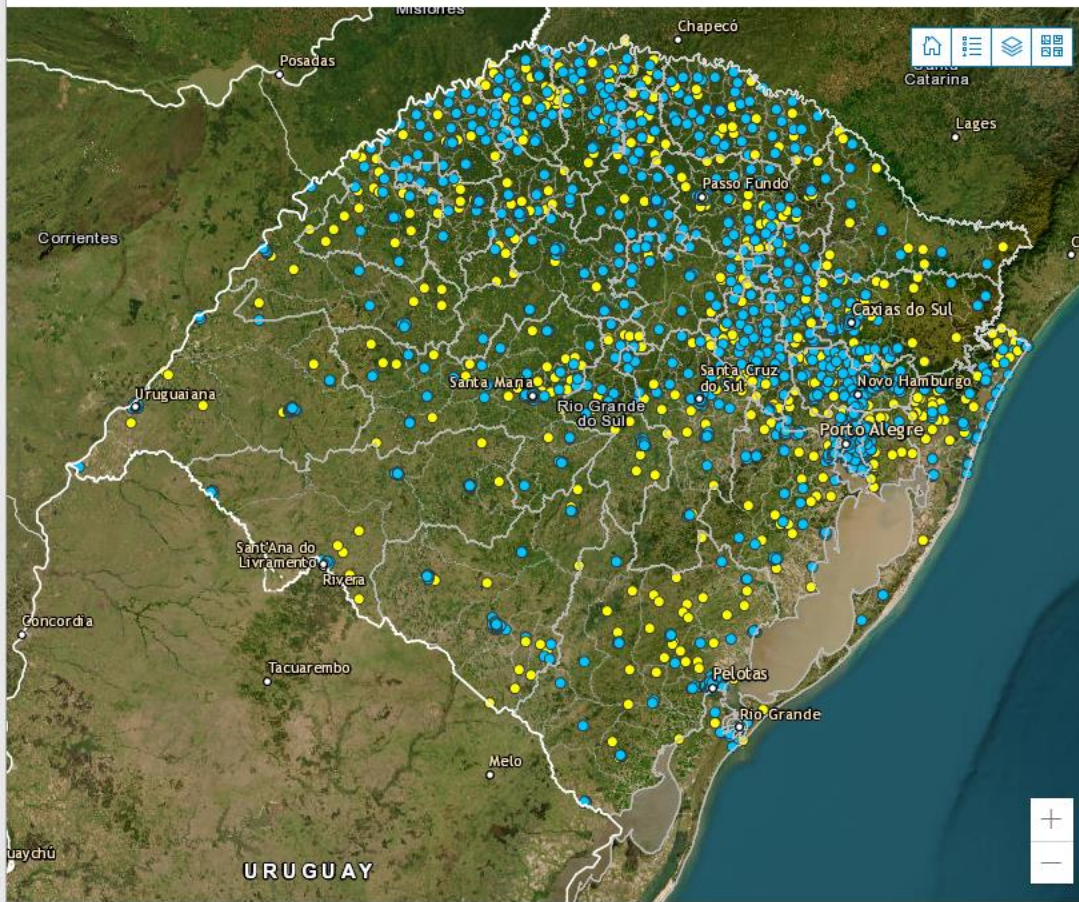 Misiones
Chapecó
Posadas
Santa
Catarina
Lages
Passo Fundo
Corrientes
Caxias do Sul
Santa Maria
Santa Cruz
do Sul
Novo Hamburgo
Uruguaiana
Rio Grande
do Sul
Porto Alegre
Sant'Ana do
Livramento
Rivera
Concordia
Tacuarembo
Pelotas
Rio Grande
Melo
uaychú
URUGUAY